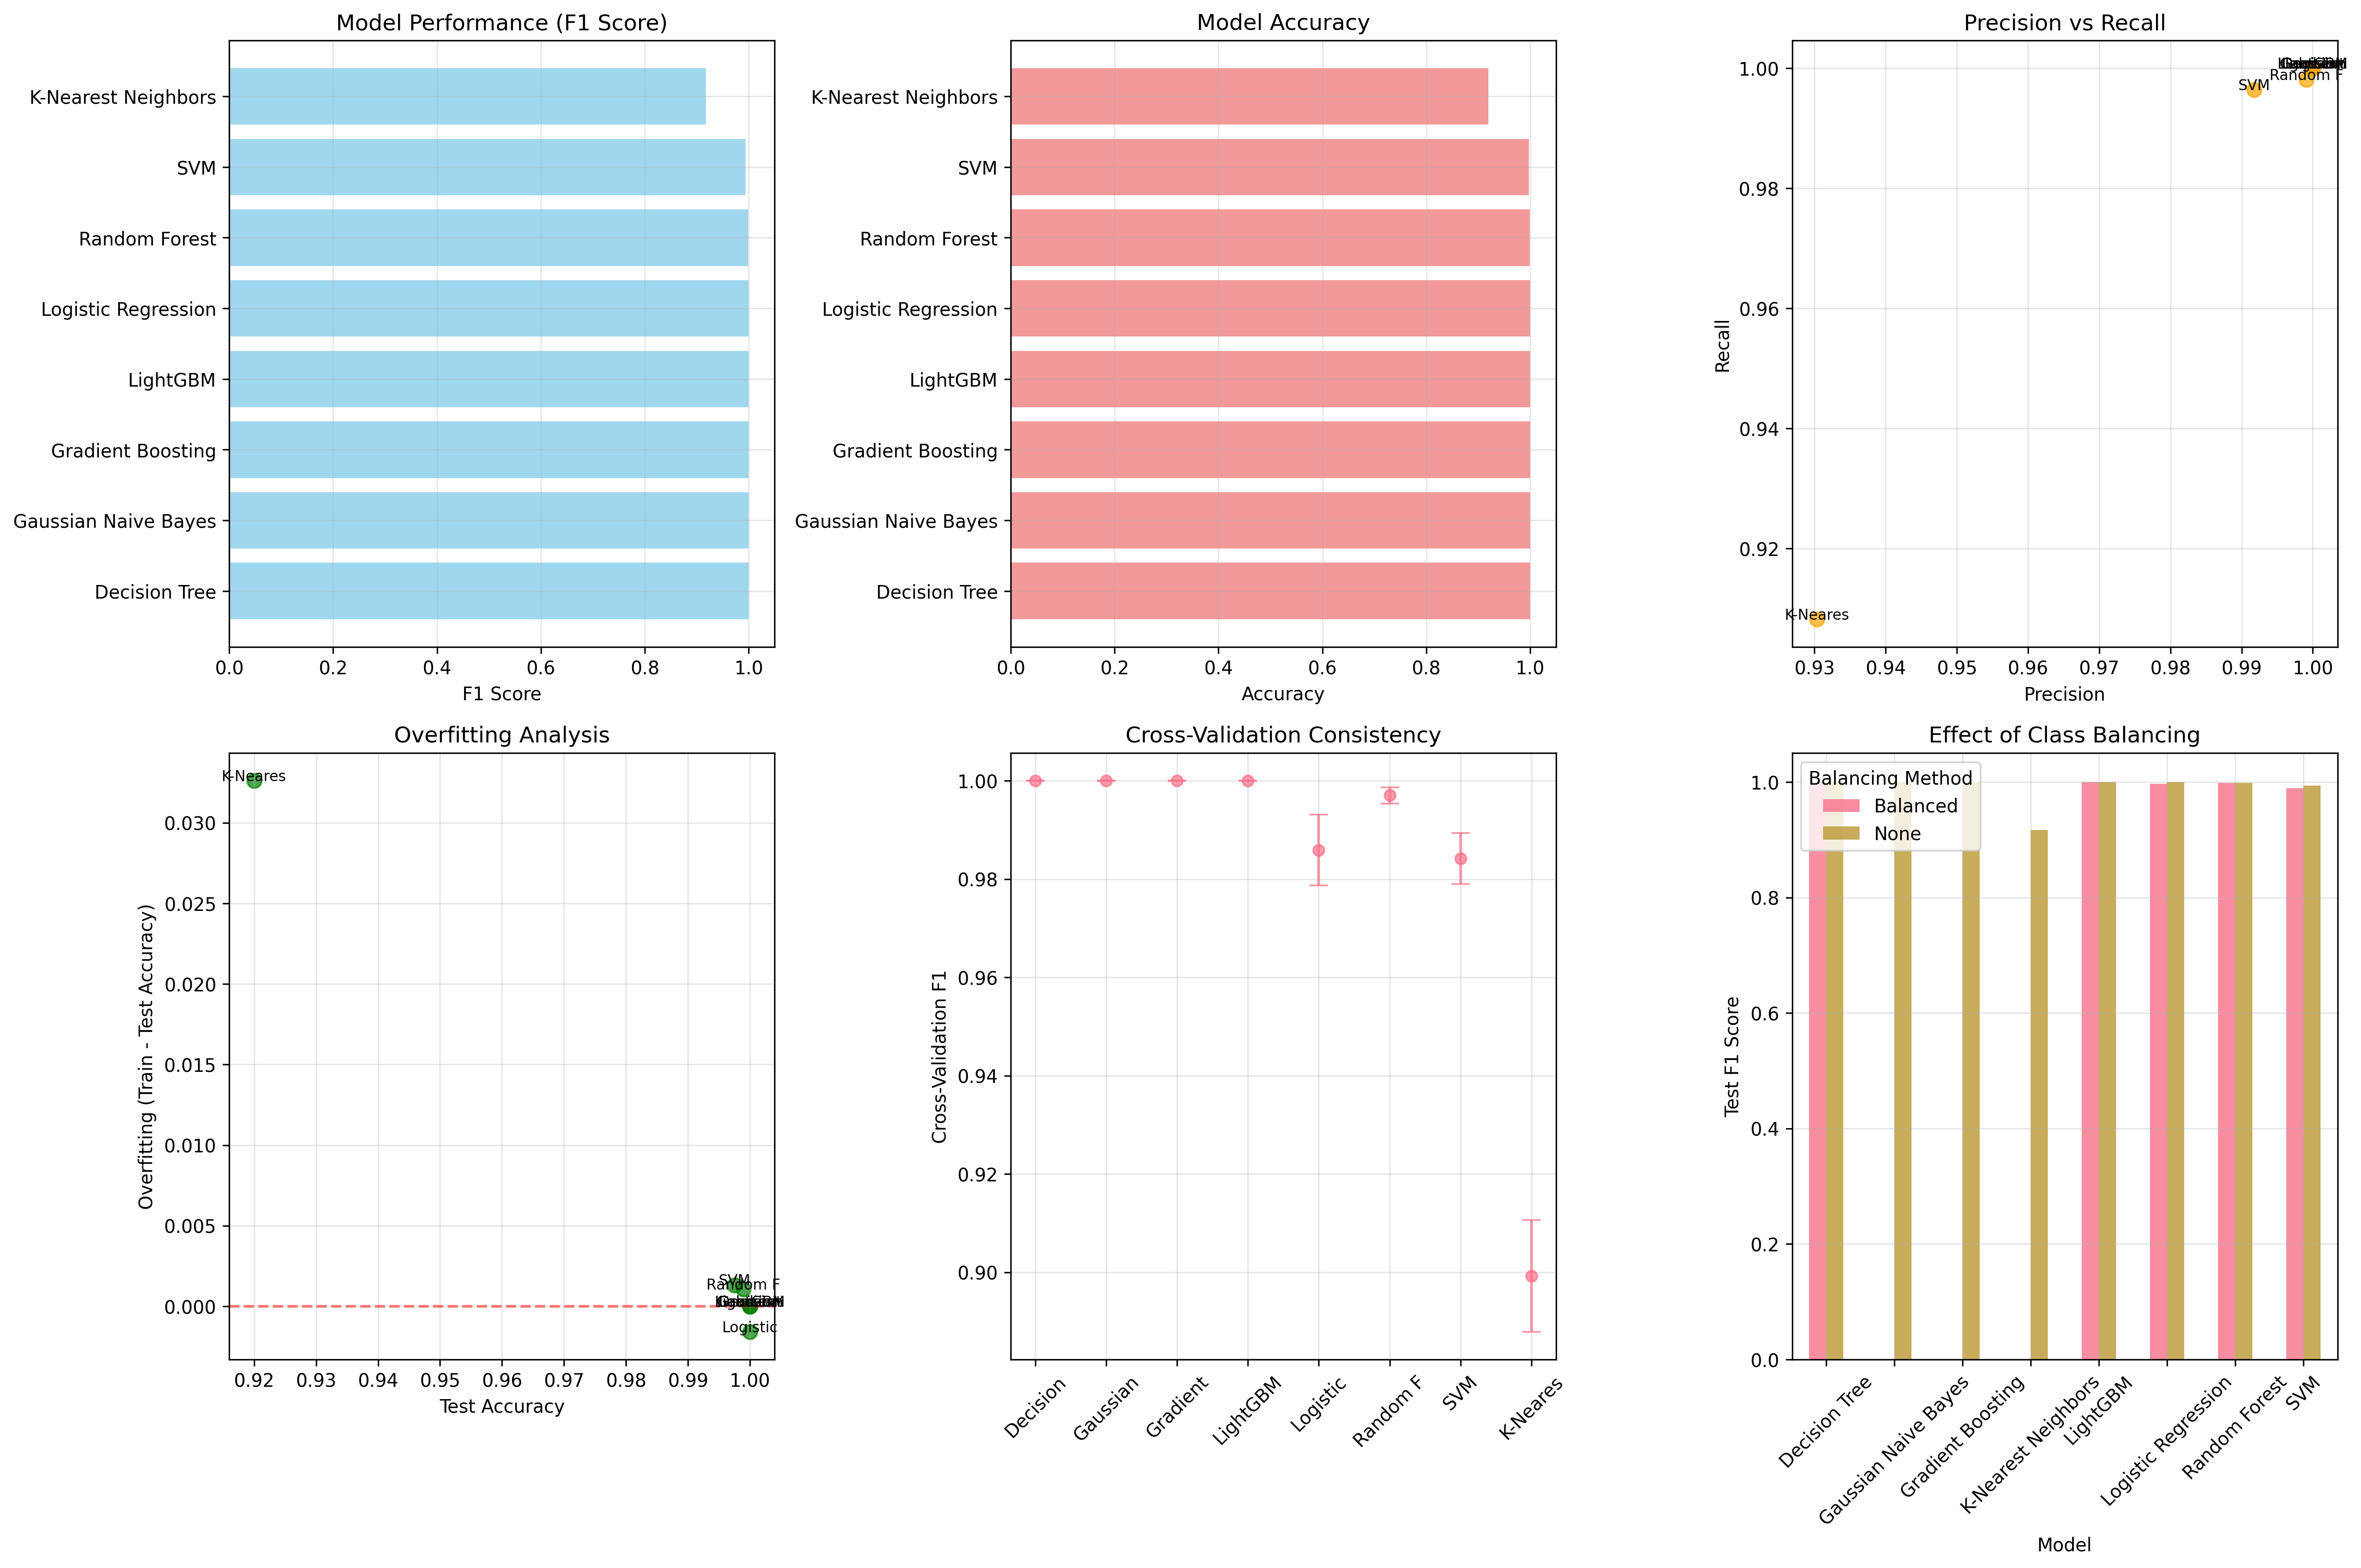 Model Performance (F1 Score)
K-Nearest Neighbors
SVM
Random Forest
Logistic Regression
LightGBM
Gradient Boosting
Gaussian Naive Bayes
Decision Tree
0.0 0.2 0.4 0.6 0.8 1.0
F1 Score
Model Accuracy
K-Nearest Neighbors
SVM
Random Forest
Logistic Regression
LightGBM
Gradient Boosting
Gaussian Naive Bayes
Decision Tree
0.0 0.2 0.4 0.6 0.8 1.0
Accuracy
Precision vs Recall
Recall
1.00
0.98
0.96
0.94
0.92
Random F
SVM
K-Neares
0.93 0.94 0.95 0.96 0.97 0.98 0.99 1.00
Precision
Overfitting Analysis
Overfitting (Train - Test Accuracy)
0.030
0.025
0.020
0.015
0.010
0.005
0.000
K-Neares
SVM
Random F
Logistic
0.92 0.93 0.94 0.95 0.96 0.97 0.98 0.99 1.00
Test Accuracy
Cross-Validation Consistency
Cross-Validation F1
1.00
0.98
0.96
0.94
0.92
0.90
Decision
Gaussian
Gradient
LightGBM
Logistic
Random F
SVM
K-Neares
Effect of Class Balancing
Test F1 Score
1.0
0.8
0.6
0.4
0.2
0.0
Balancing Method
Balanced
None
Decision Tree
Gaussian Naive Bayes
Gradient Boosting
K-Nearest Neighbors
LightGBM
Logistic Regression
Random Forest
SVM
Model